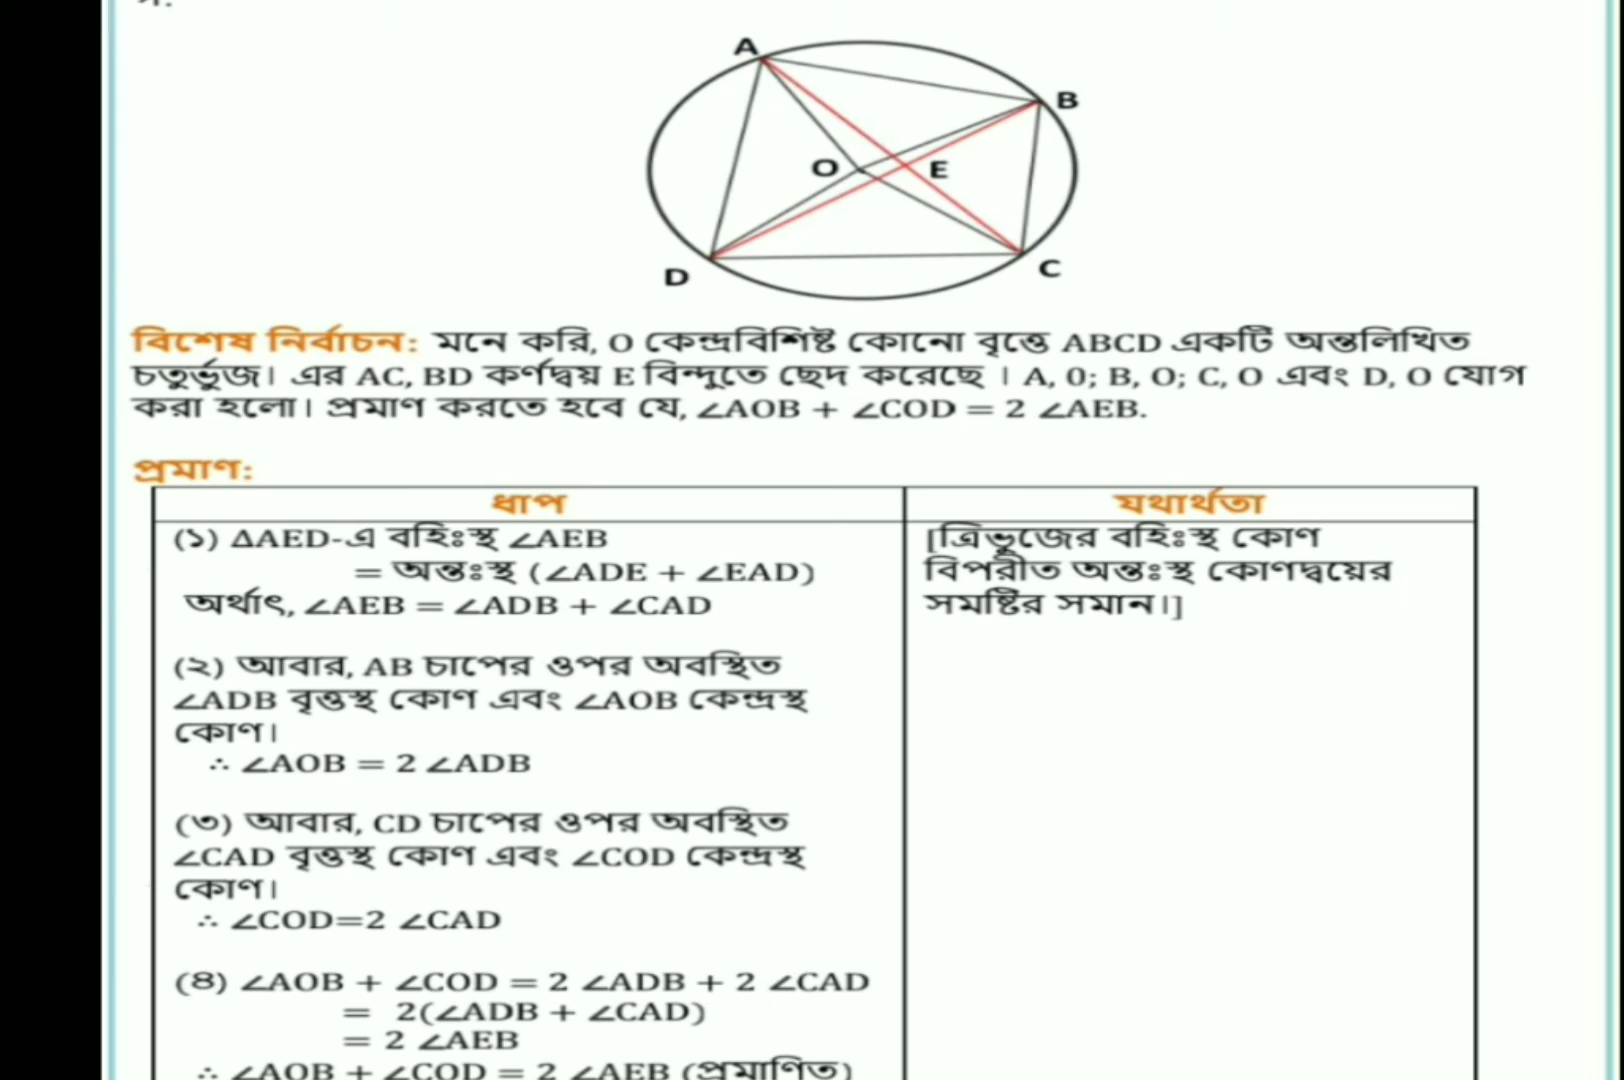 A
B
O
E
D
C
বিশেষ নির্বাচন: মনে করি, O কেন্দ্রবিশিষ্ট কোনো বৃত্তে ABCD একটি অন্তলিখিত
চতুর্ভুজ। এর AC, BD কর্ণদ্বয় E বিন্দুতে ছেদ করেছে । A, 0; B, O; C, O এবং D, O যোগ
করা হলো। প্রমাণ করতে হবে যে, ∠AOB + ∠COD = 2 ∠AEB.
প্রমাণ:
ধাপ
যথার্থতা
(১) ΔAED-এ বহিঃস্থ ∠AEB
= অন্তঃস্থ (∠ADE + ∠EAD)
অর্থাৎ, ∠AEB = ∠ADB + ∠CAD
[ত্রিভুজের বহিঃস্থ কোণ
বিপরীত অন্তঃস্থ কোণদ্বয়ের
সমষ্টির সমান।]
(২) আবার, AB চাপের ওপর অবস্থিত
∠ADB বৃত্তস্থ কোণ এবং ∠AOB কেন্দ্রস্থ
কোণ।
∴ ∠AOB = 2 ∠ADB
(৩) আবার, CD চাপের ওপর অবস্থিত
∠CAD বৃত্তস্থ কোণ এবং ∠COD কেন্দ্রস্থ
কোণ।
∴ ∠COD=2 ∠CAD
(4) ∠AOB + ∠COD = 2 ∠ADB + 2 ∠CAD
= 2(∠ADB + ∠CAD)
= 2 ∠AEB
∴ ∠AOB + ∠COD = 2 ∠AEB (প্রমাণিত)